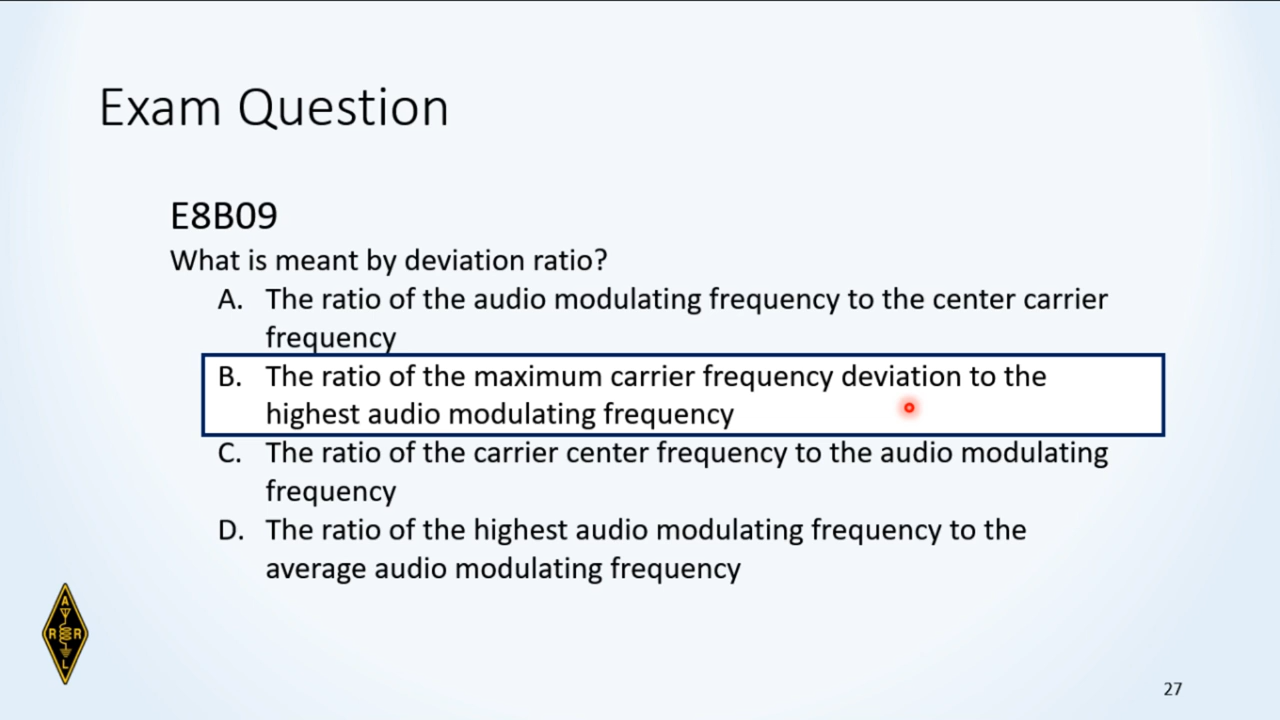 Exam Question
E8B09
What is meant by deviation ratio?
A. The ratio of the audio modulating frequency to the center carrier
frequency
B. The ratio of the maximum carrier frequency deviation to the
highest audio modulating frequency
C. The ratio of the carrier center frequency to the audio modulating
frequency
D. The ratio of the highest audio modulating frequency to the
average audio modulating frequency
A
R R
L
27